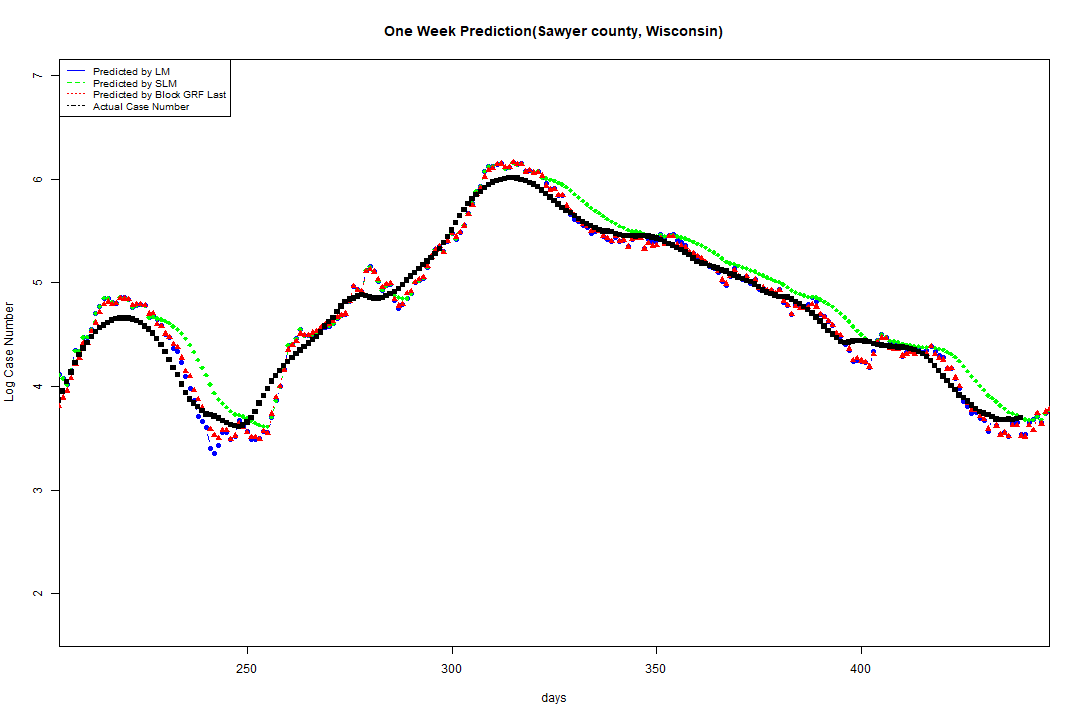 One Week Prediction(Sawyer county, Wisconsin)
Predicted by LM
Predicted by SLM
Predicted by Block GRF Last
Actual Case Number
7
6
5
4
3
2
Log Case Number
250 300 350 400
days